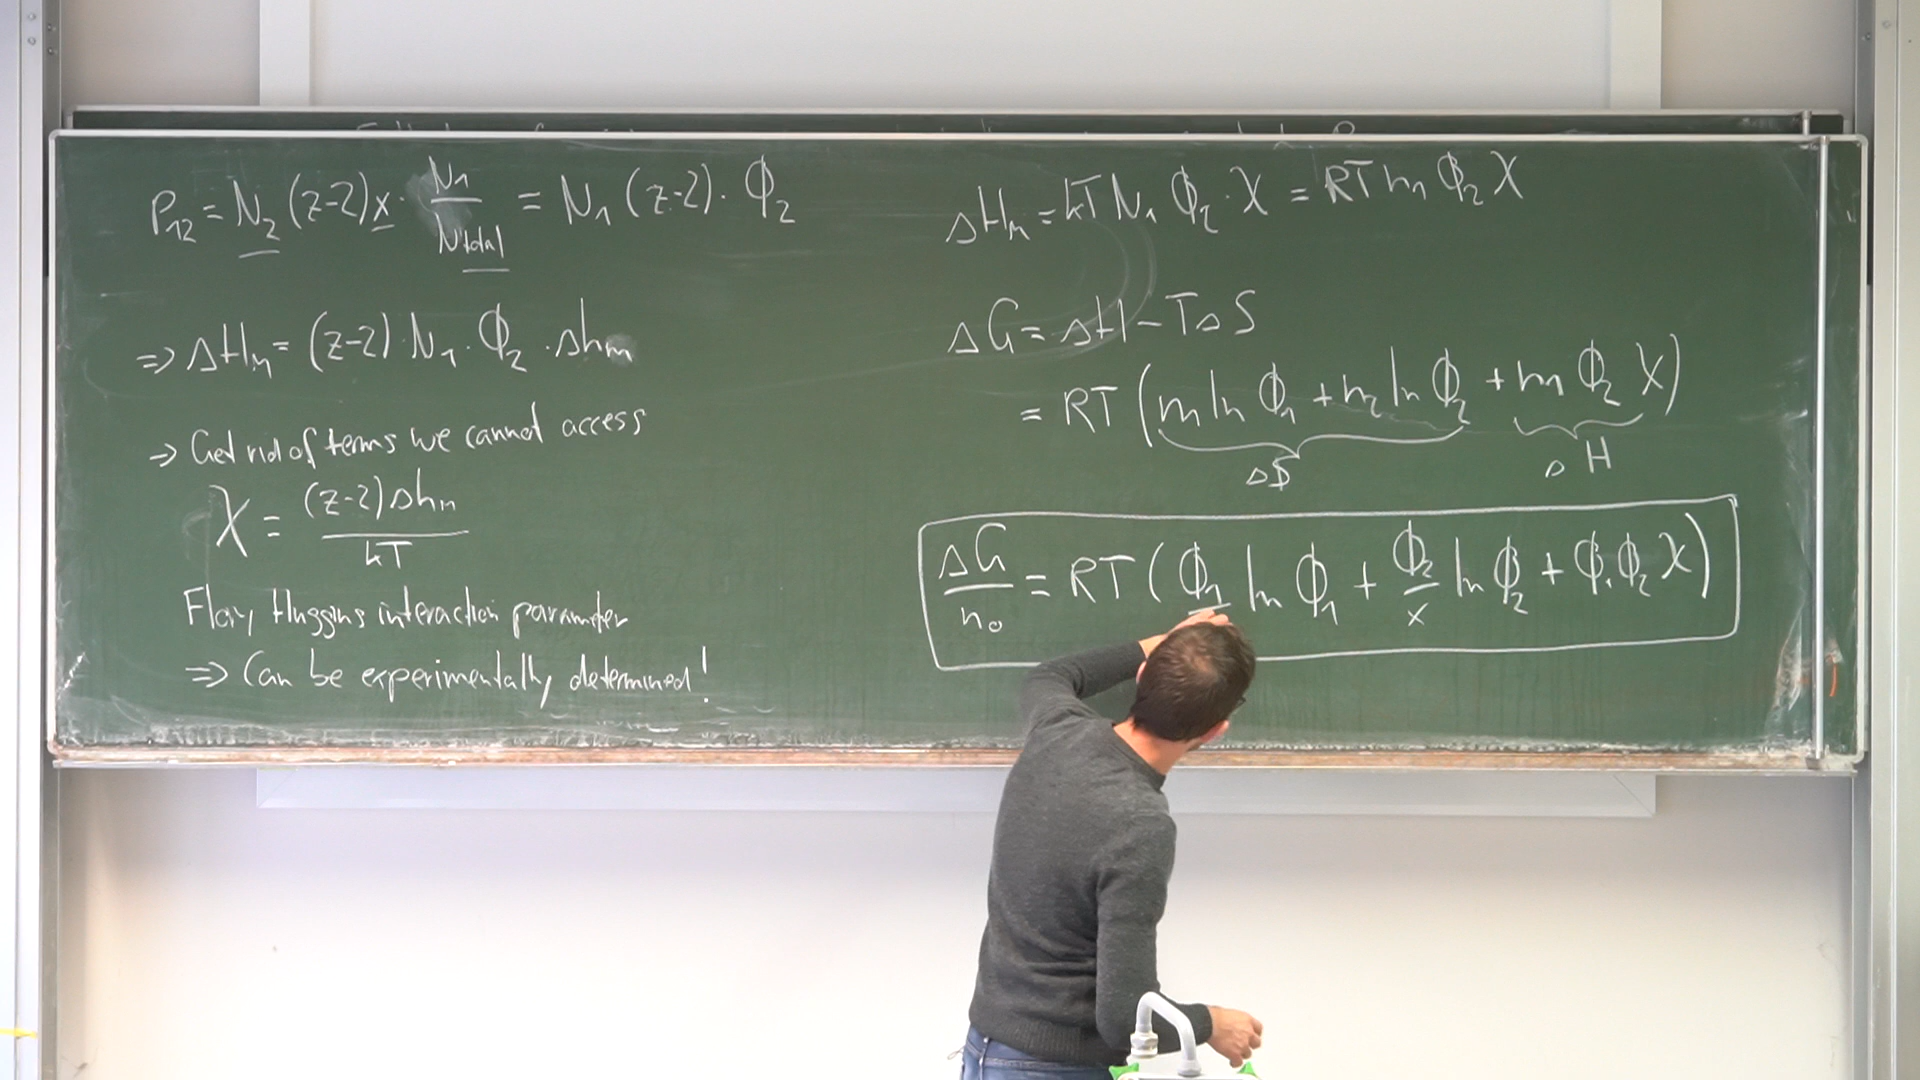 P₁₂ = N₂ (z-2)x · N₁/Ntotal = N₁ (z-2) · Φ₂
=> ΔHₘ = (z-2) · N₁ · Φ₂ · Δhₘ
=> Get rid of terms we cannot access
χ = (z-2)Δhₘ / kT
Flory Huggins interaction parameter
=> Can be experimentally determined!
ΔHₘ = kT N₁ Φ₂ · χ = RT n₁ Φ₂ χ
ΔG = ΔH - TΔS
= RT (n₁ ln Φ₁ + n₂ ln Φ₂ + n₁ Φ₂ χ)
ΔS ΔH
ΔG/n₀ = RT (Φ₁ ln Φ₁ + Φ₂/x ln Φ₂ + Φ₁Φ₂ χ)